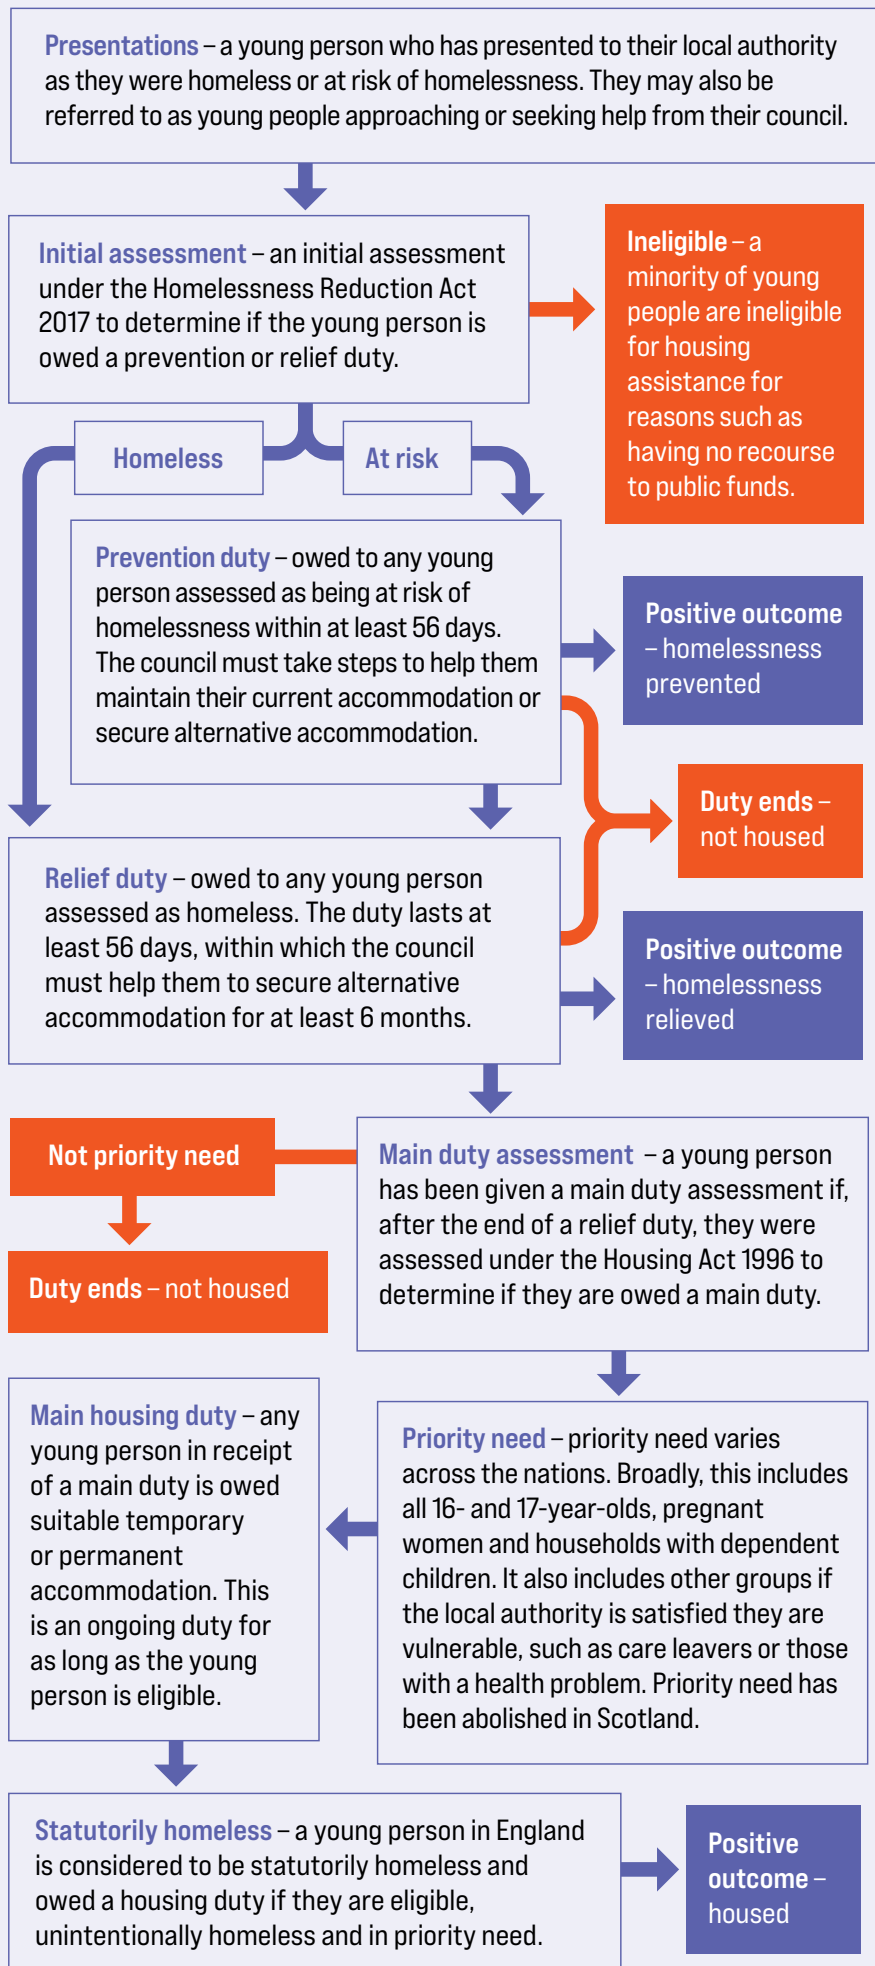 Presentations – a young person who has presented to their local authority
as they were homeless or at risk of homelessness. They may also be
referred to as young people approaching or seeking help from their council.
Initial assessment – an initial assessment
under the Homelessness Reduction Act
2017 to determine if the young person is
owed a prevention or relief duty.
Ineligible – a
minority of young
people are ineligible
for housing
assistance for
reasons such as
having no recourse
to public funds.
Homeless
At risk
Prevention duty – owed to any young
person assessed as being at risk of
homelessness within at least 56 days.
The council must take steps to help them
maintain their current accommodation or
secure alternative accommodation.
Positive outcome
– homelessness
prevented
Duty ends –
not housed
Relief duty – owed to any young person
assessed as homeless. The duty lasts at
least 56 days, within which the council
must help them to secure alternative
accommodation for at least 6 months.
Positive outcome
– homelessness
relieved
Not priority need
Duty ends – not housed
Main duty assessment – a young person
has been given a main duty assessment if,
after the end of a relief duty, they were
assessed under the Housing Act 1996 to
determine if they are owed a main duty.
Priority need – priority need varies
across the nations. Broadly, this includes
all 16- and 17-year-olds, pregnant
women and households with dependent
children. It also includes other groups if
the local authority is satisfied they are
vulnerable, such as care leavers or those
with a health problem. Priority need has
been abolished in Scotland.
Main housing duty – any
young person in receipt
of a main duty is owed
suitable temporary
or permanent
accommodation. This
is an ongoing duty for
as long as the young
person is eligible.
Statutorily homeless – a young person in England
is considered to be statutorily homeless and
owed a housing duty if they are eligible,
unintentionally homeless and in priority need.
Positive
outcome –
housed